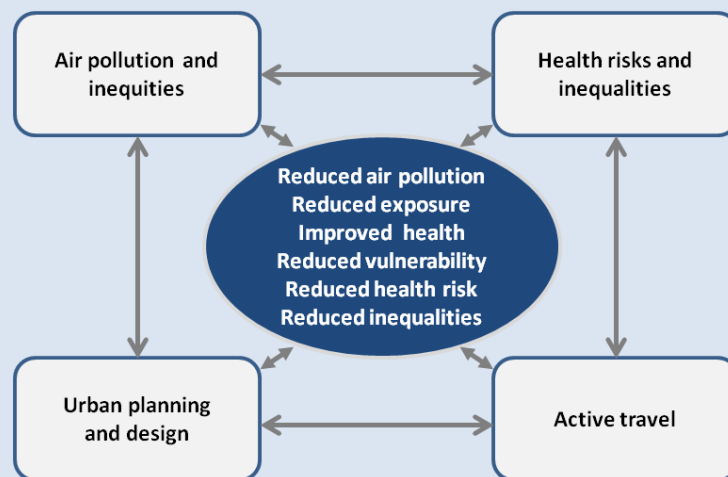 Air pollution and
inequities
Health risks and
inequalities
Reduced air pollution
Reduced exposure
Improved health
Reduced vulnerability
Reduced health risk
Reduced inequalities
Urban planning
and design
Active travel